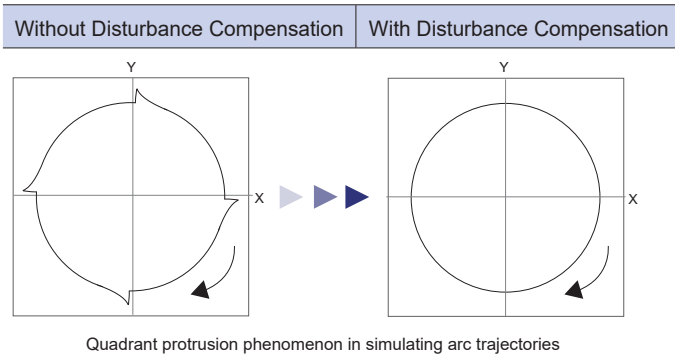 Without Disturbance Compensation
With Disturbance Compensation
Y
X
Y
X
Quadrant protrusion phenomenon in simulating arc trajectories